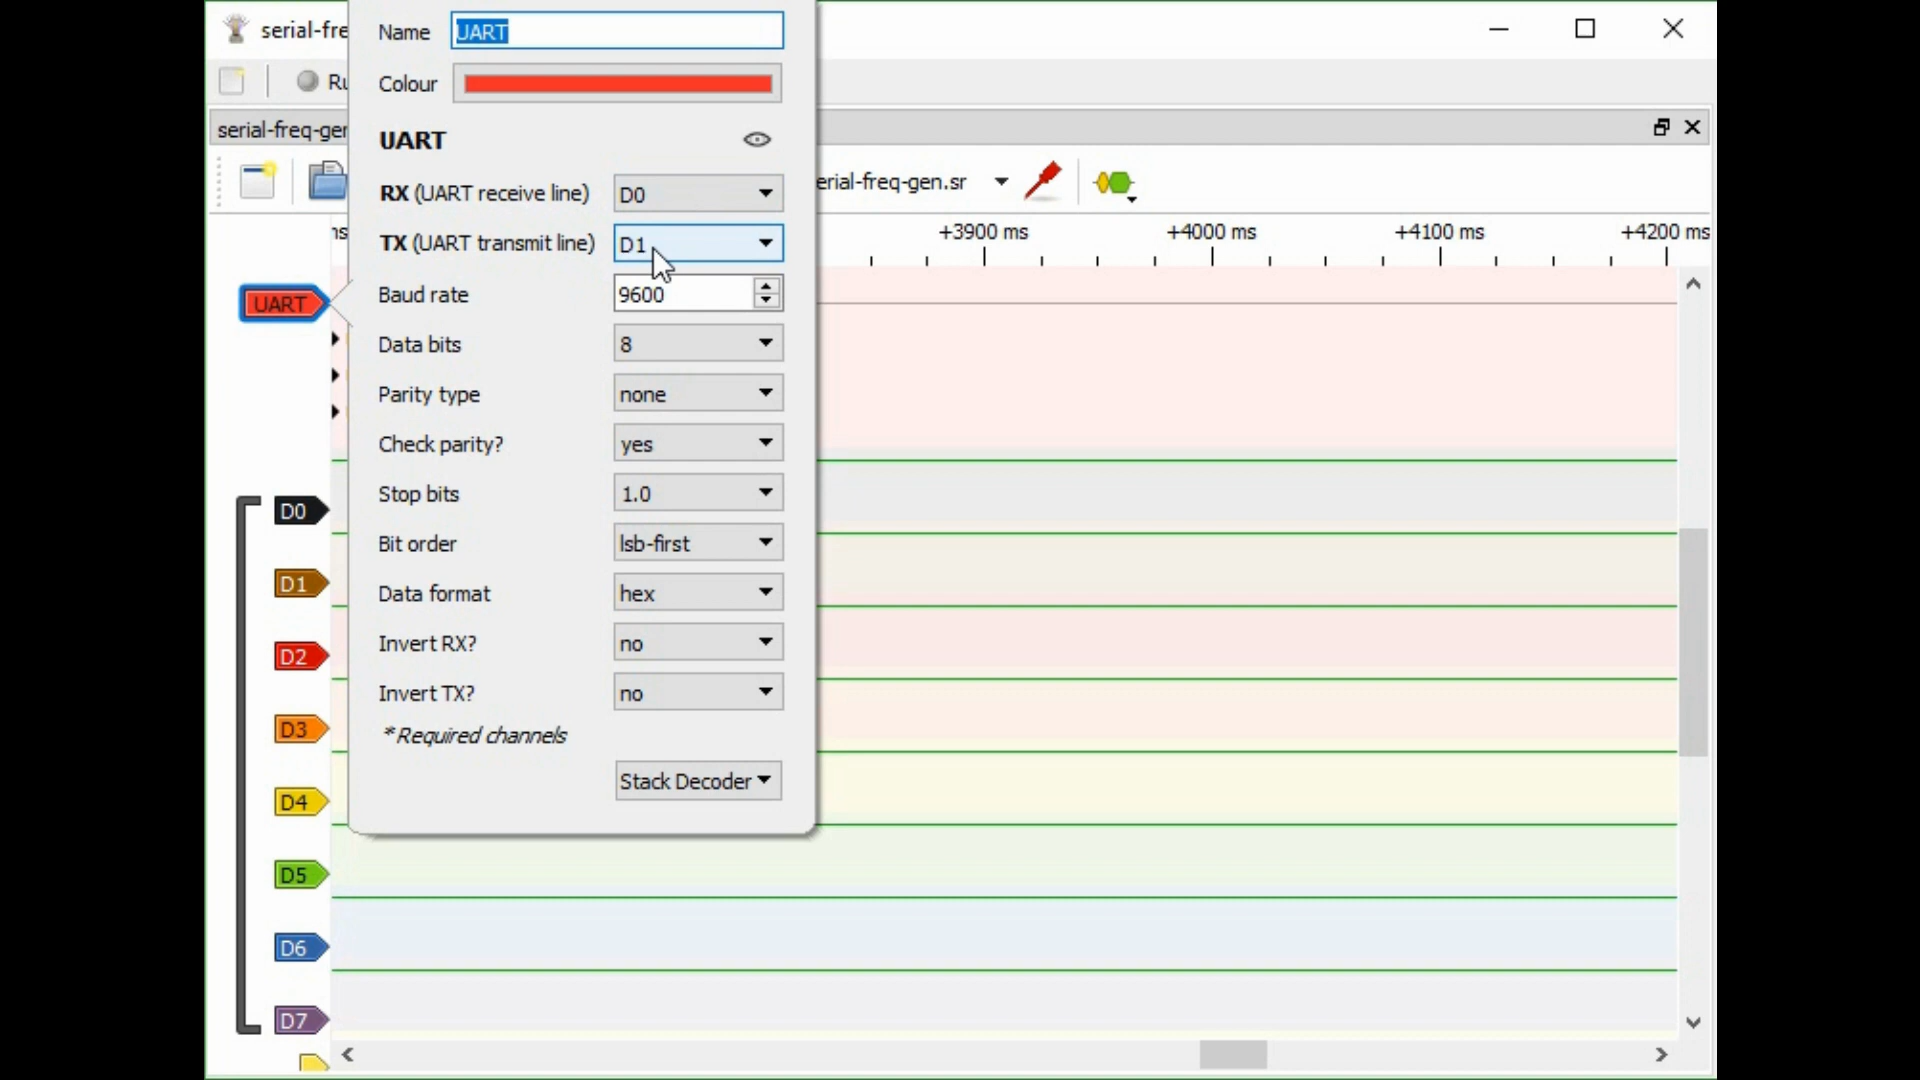 serial-fre
Name UART
Colour
Ru
serial-freq-ger
UART
erial-freq-gen.sr
RX (UART receive line) D0
ns +3900 ms +4000 ms +4100 ms +4200 ms
TX (UART transmit line) D1
Baud rate 9600
UART
Data bits 8
Parity type none
Check parity? yes
Stop bits 1.0
D0
Bit order lsb-first
D1
Data format hex
Invert RX? no
D2
Invert TX? no
D3
* Required channels
Stack Decoder
D4
D5
D6
D7